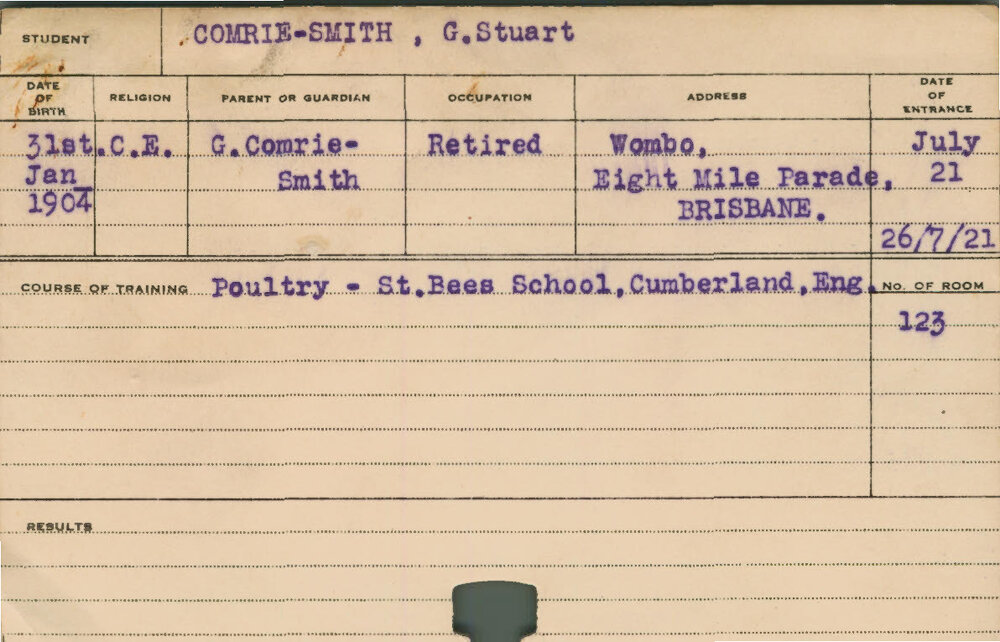 STUDENT COMRIE-SMITH , G.Stuart
DATE OF BIRTH RELIGION PARENT OR GUARDIAN OCCUPATION ADDRESS DATE OF ENTRANCE
31st. C.E. G.Comrie- Retired Wombo, July
Jan Smith Eight Mile Parade, 21
1904 BRISBANE.
26/7/21
COURSE OF TRAINING Poultry - St.Bees School,Cumberland,Eng. No. OF ROOM
123
RESULTS